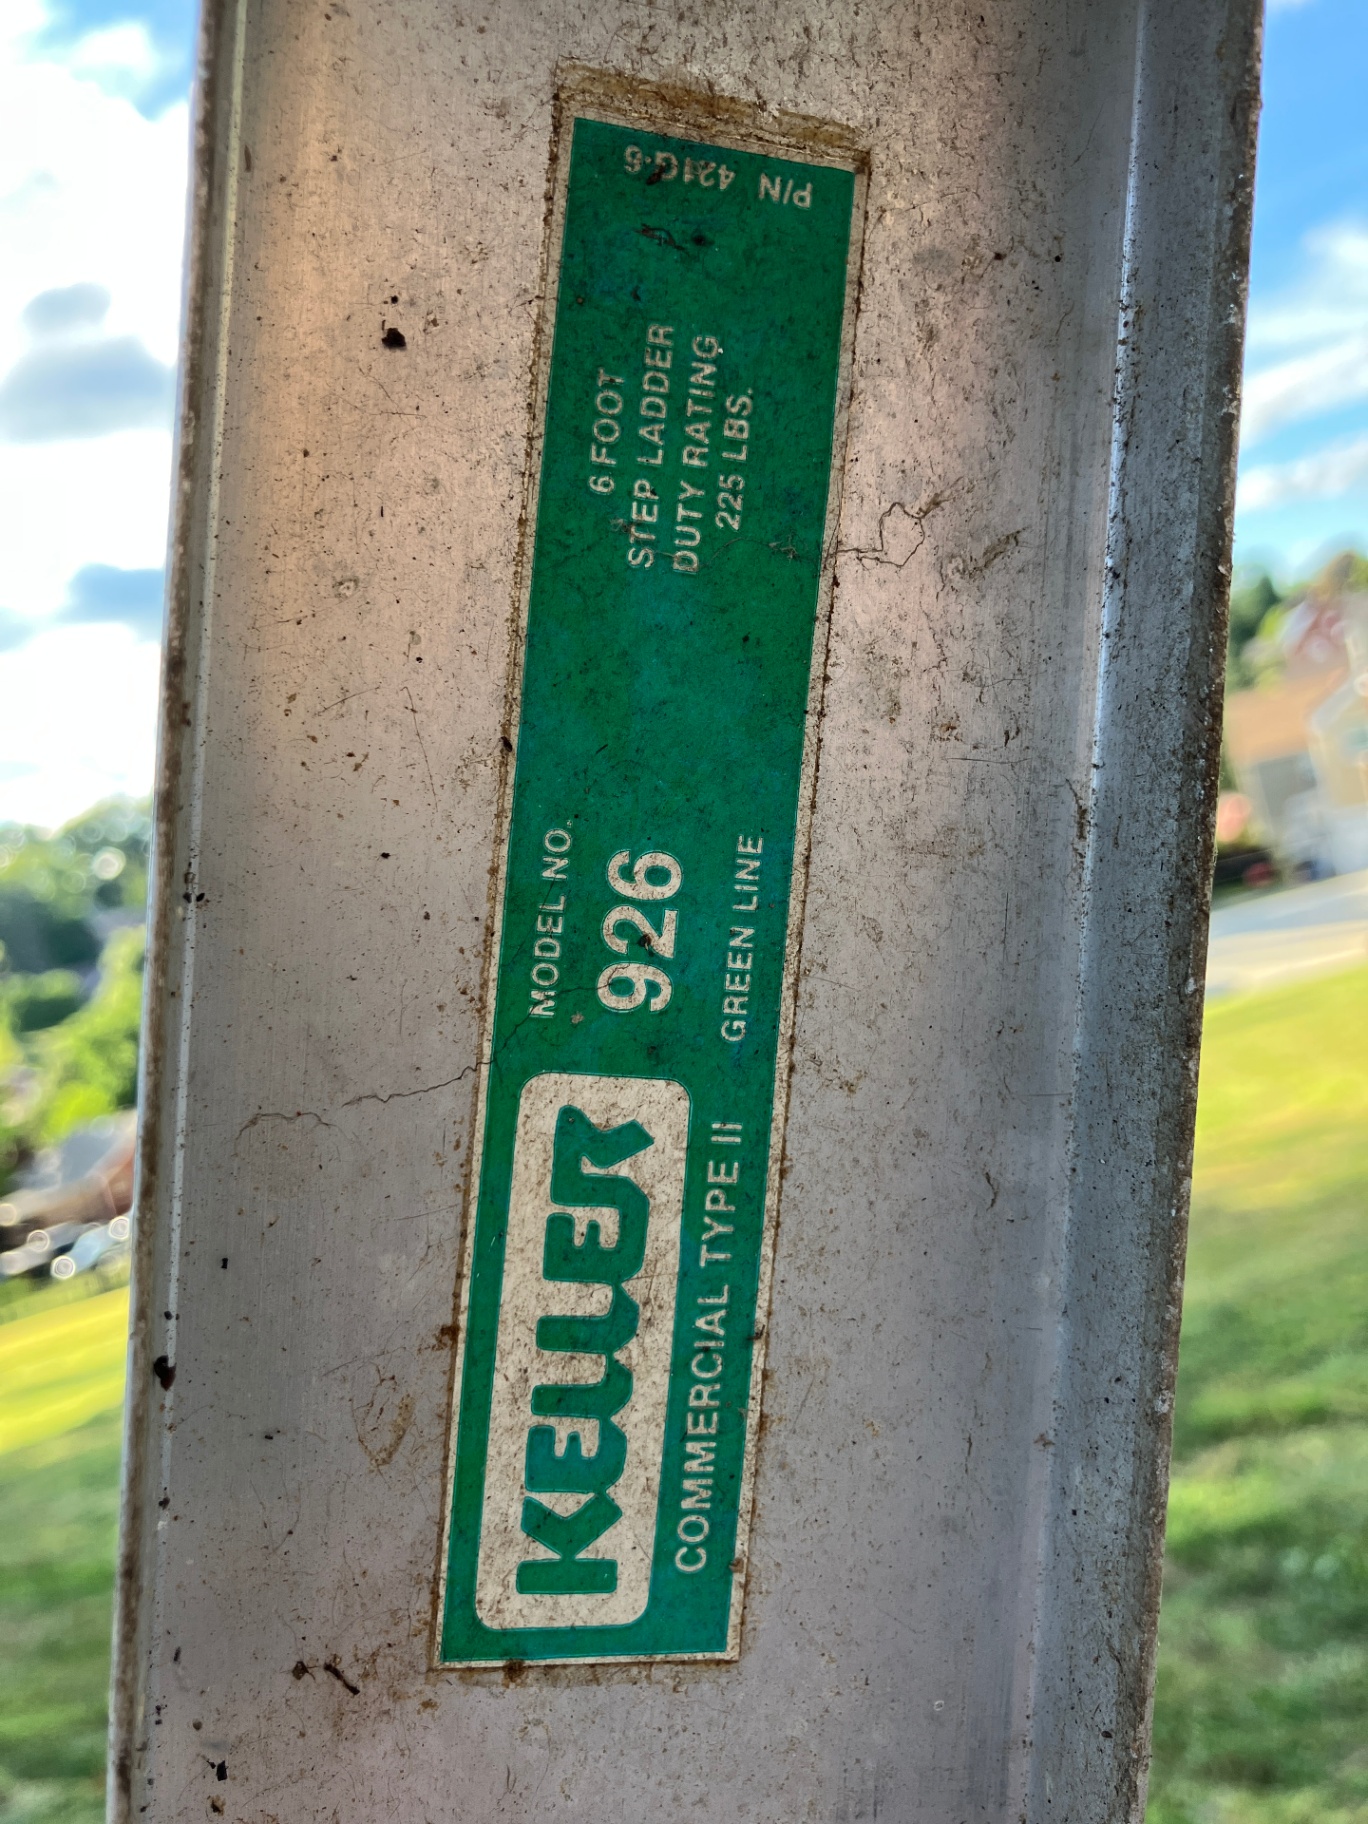 KELLER
COMMERCIAL TYPE II
MODEL NO.
926
GREEN LINE
6 FOOT
STEP LADDER
DUTY RATING
225 LBS.
P/N 421G-6